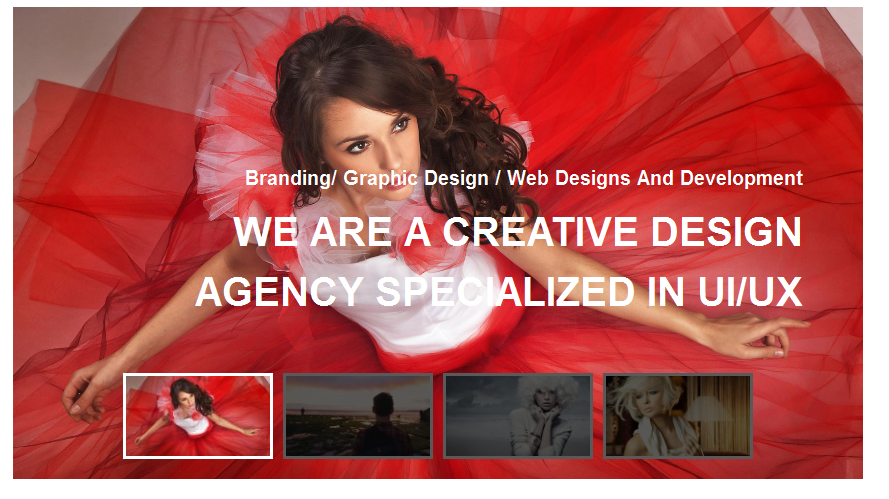 Branding/ Graphic Design / Web Designs And Development
WE ARE A CREATIVE DESIGN
AGENCY SPECIALIZED IN UI/UX